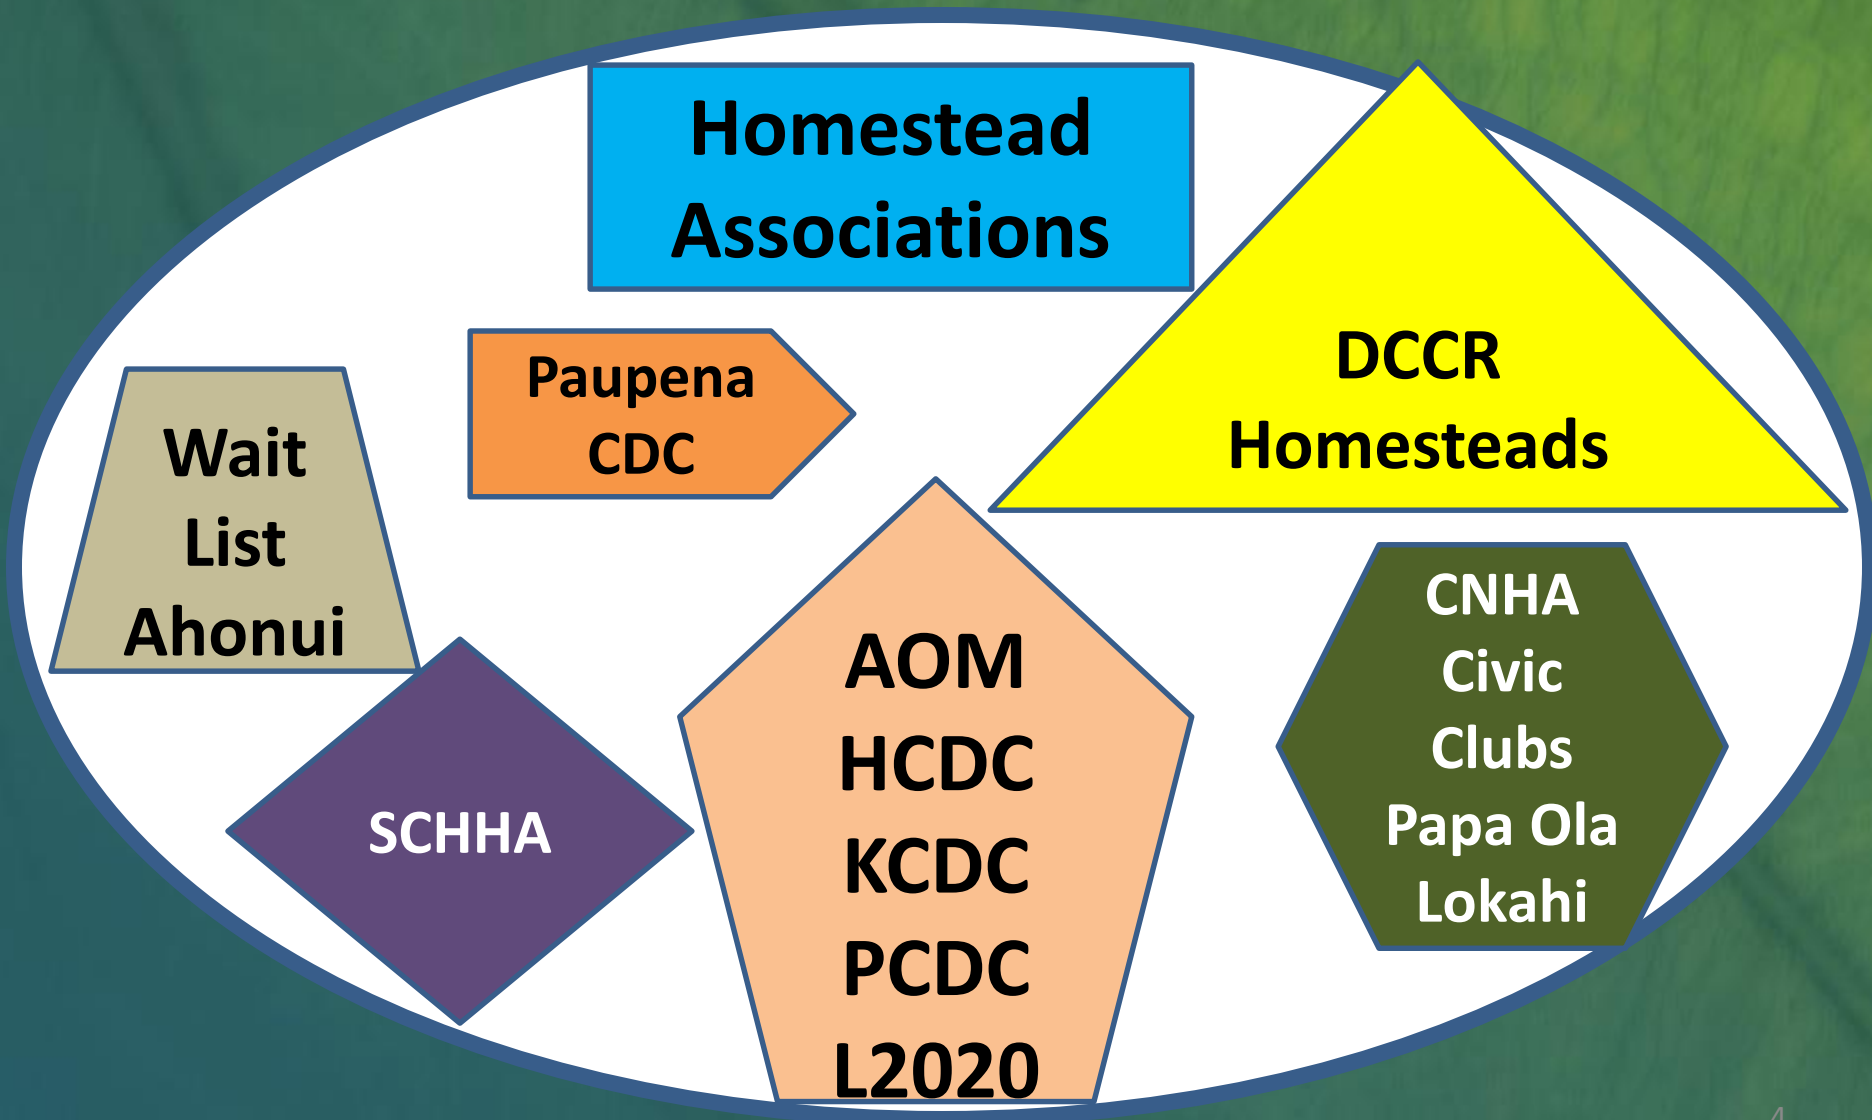 Homestead
Associations
Paupena
CDC
DCCR
Homesteads
Wait
List
Ahonui
SCHHA
AOM
HCDC
KCDC
PCDC
L2020
CNHA
Civic
Clubs
Papa Ola
Lokahi
4